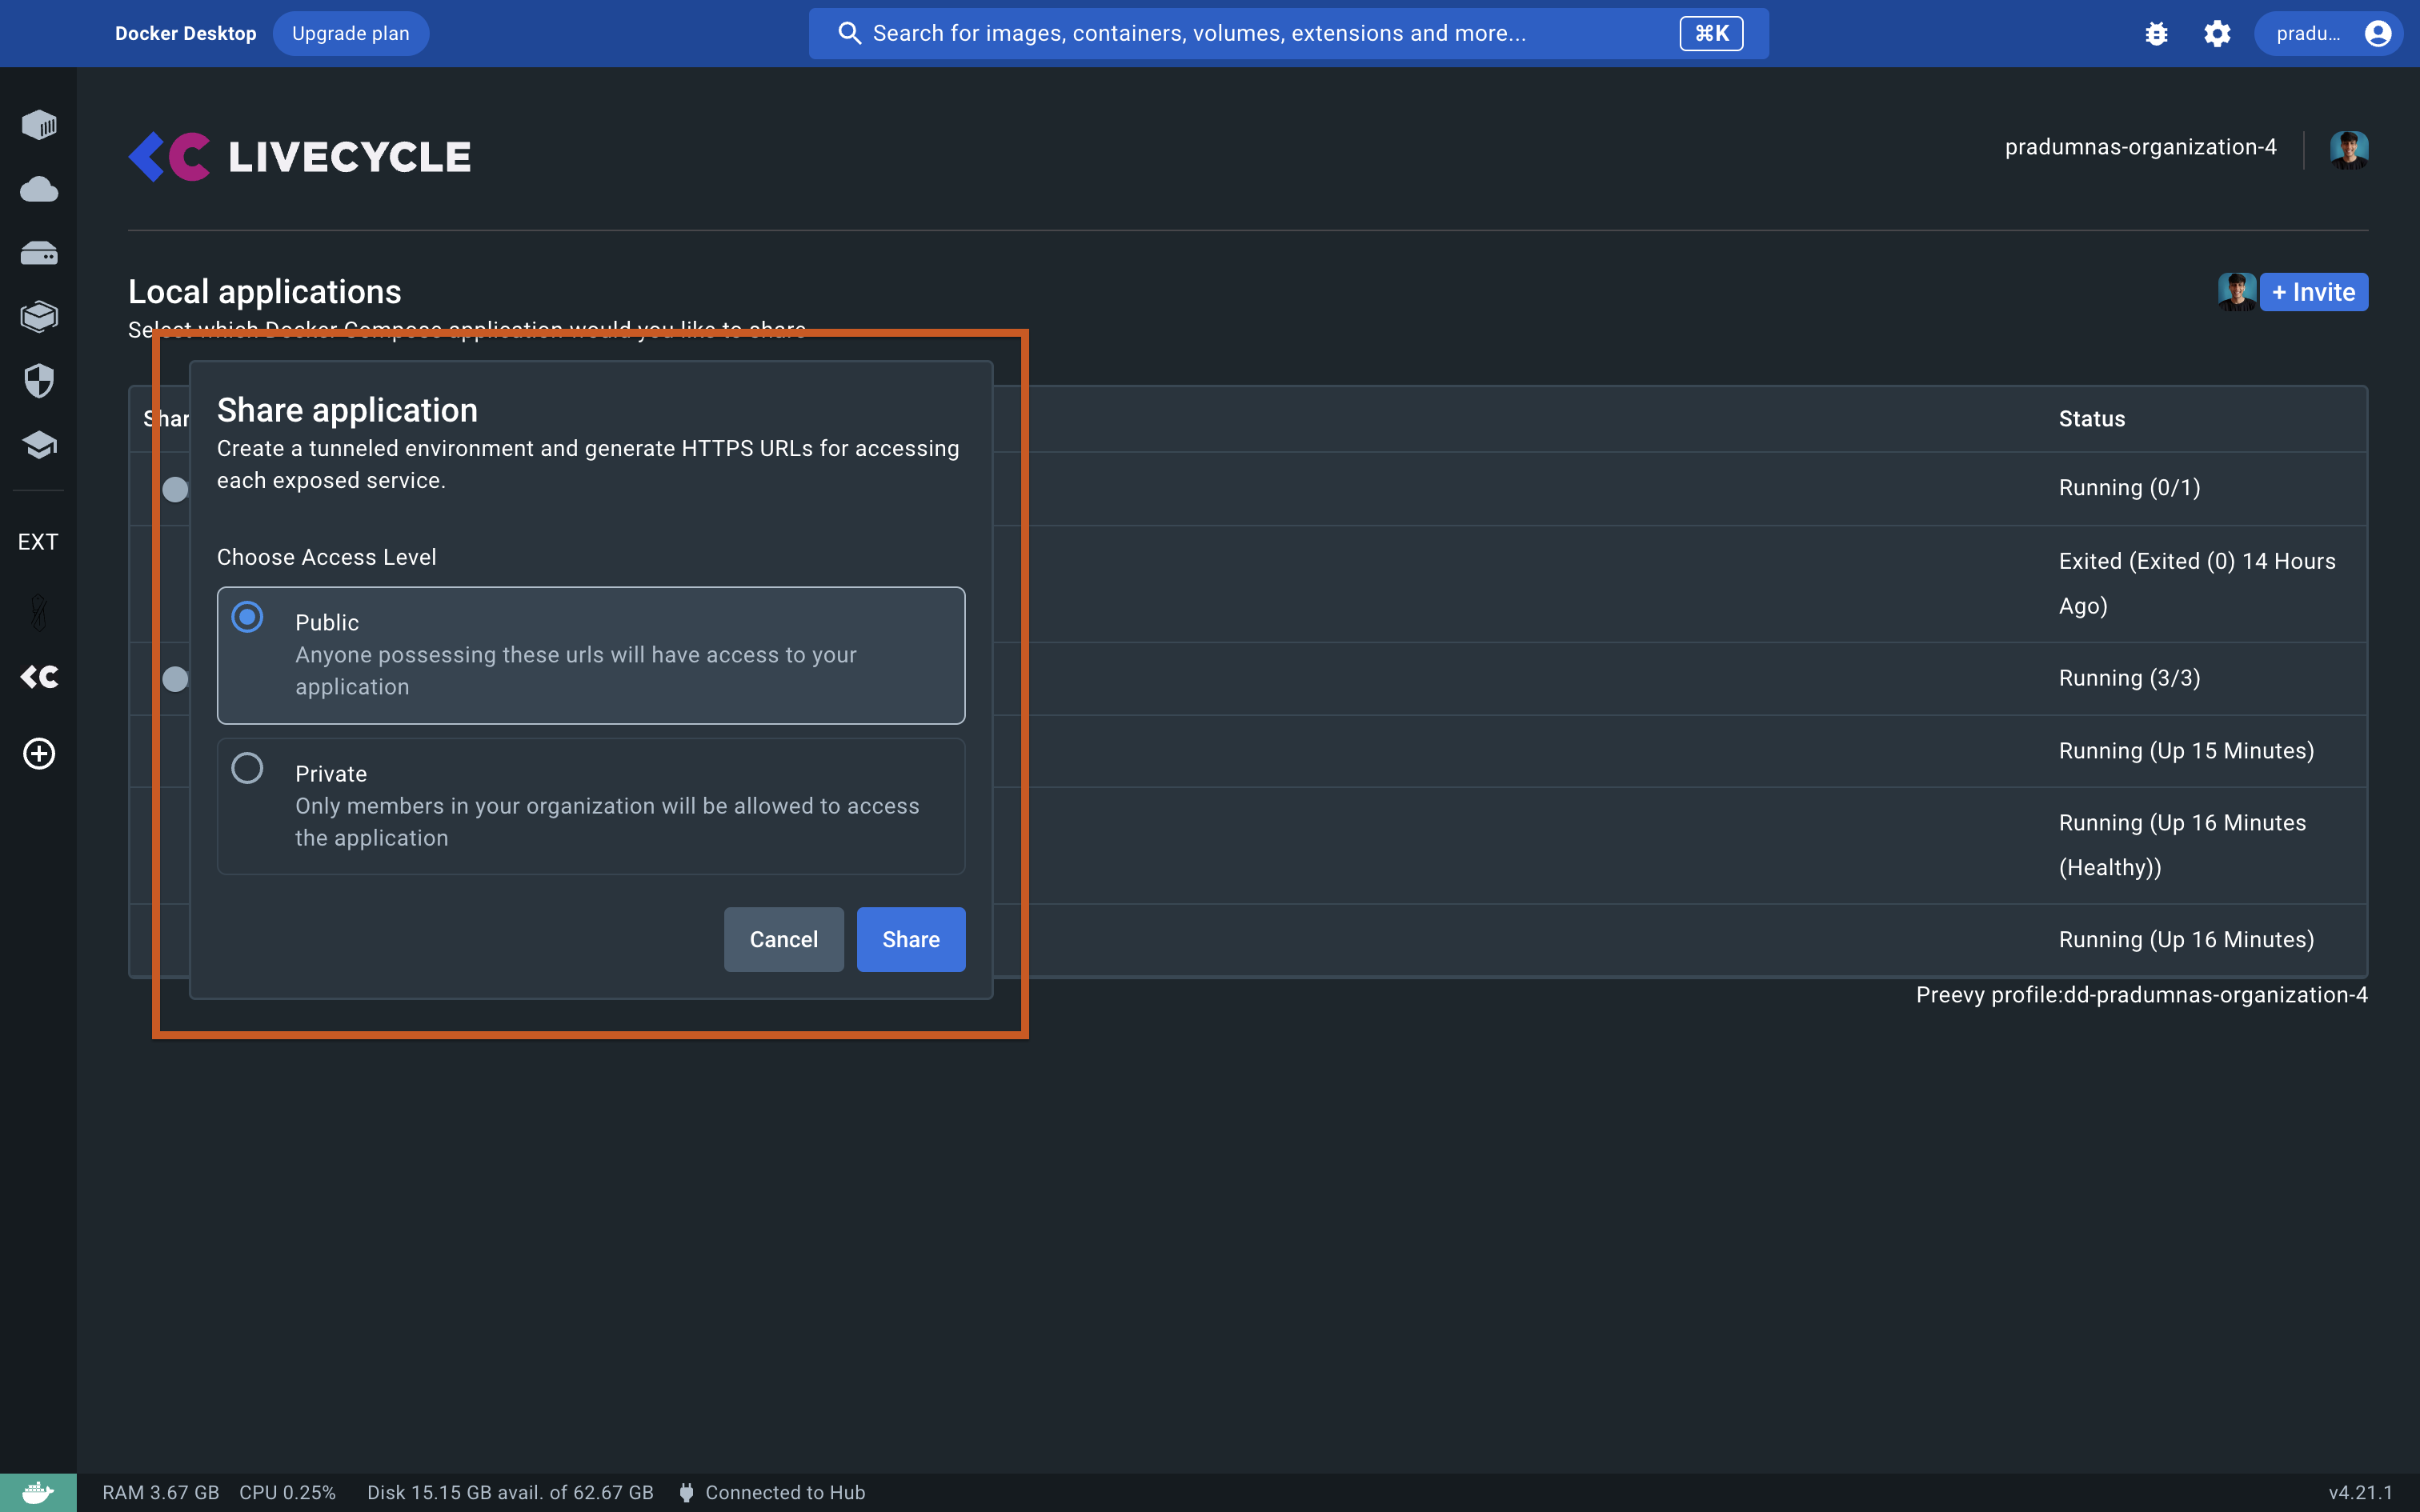 Docker Desktop
Upgrade plan
Search for images, containers, volumes, extensions and more...
⌘K
pradu...
LIVECYCLE
pradumnas-organization-4
Local applications
+ Invite
Select which Docker Compose application would you like to share
Shar
Status
Share application
Create a tunneled environment and generate HTTPS URLs for accessing
each exposed service.
Running (0/1)
EXT
Choose Access Level
Exited (Exited (0) 14 Hours
Ago)
Public
Anyone possessing these urls will have access to your
application
Running (3/3)
Running (Up 15 Minutes)
Private
Only members in your organization will be allowed to access
the application
Running (Up 16 Minutes
(Healthy))
Cancel
Share
Running (Up 16 Minutes)
Preevy profile:dd-pradumnas-organization-4
RAM 3.67 GB CPU 0.25% Disk 15.15 GB avail. of 62.67 GB Connected to Hub
v4.21.1